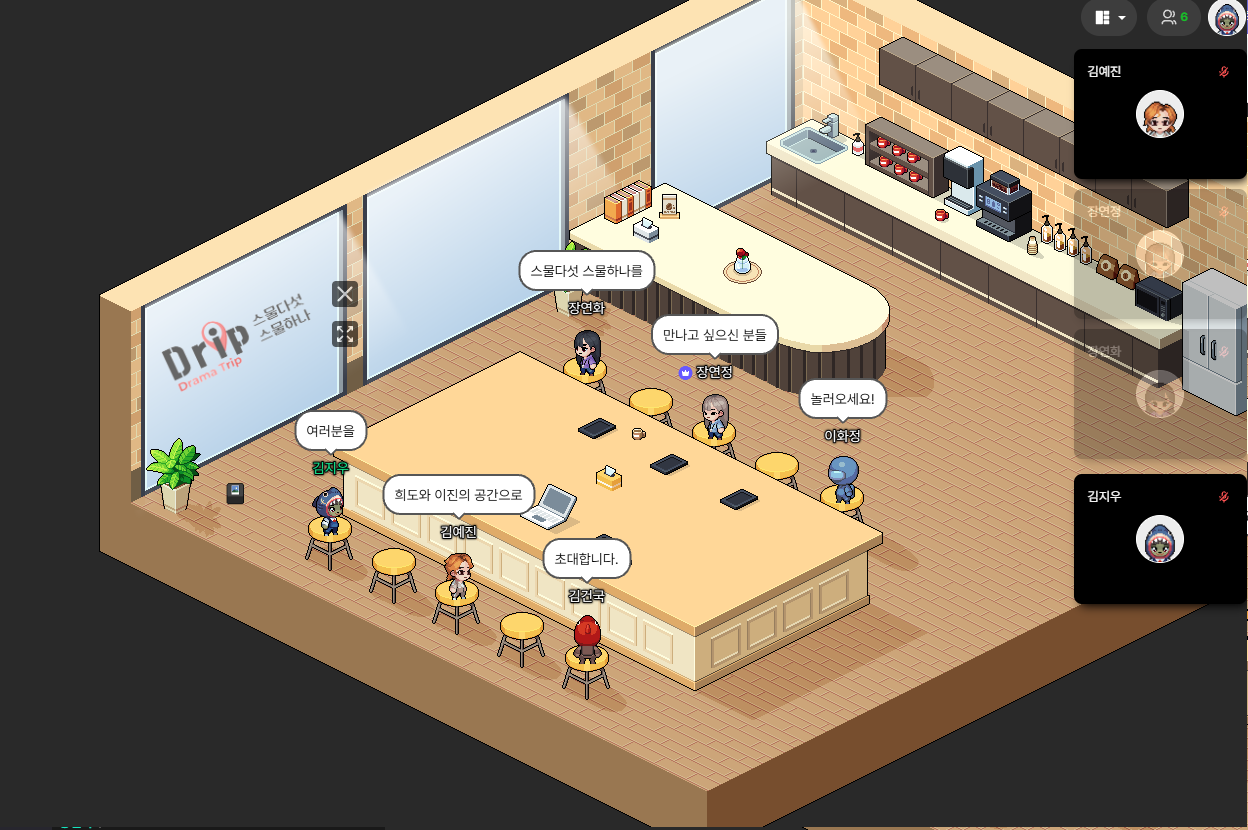 6
김예진
장연정
장연화
김지우
스물다섯 스물하나를
장연화
만나고 싶으신 분들
장연정
놀러오세요!
이화정
Drip
Drama Trip
스물다섯
스물하나
여러분을
김지우
희도와 이진의 공간으로
김예진
초대합니다.
김건국